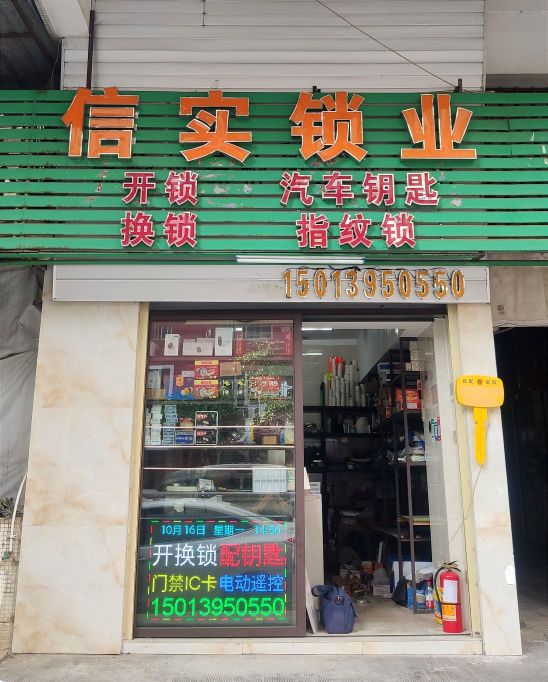 信实锁业
开锁 汽车钥匙
换锁 指纹锁
15013950550
10月16日 星期一 14:56
开换锁配钥匙
门禁IC卡电动遥控
15013950550